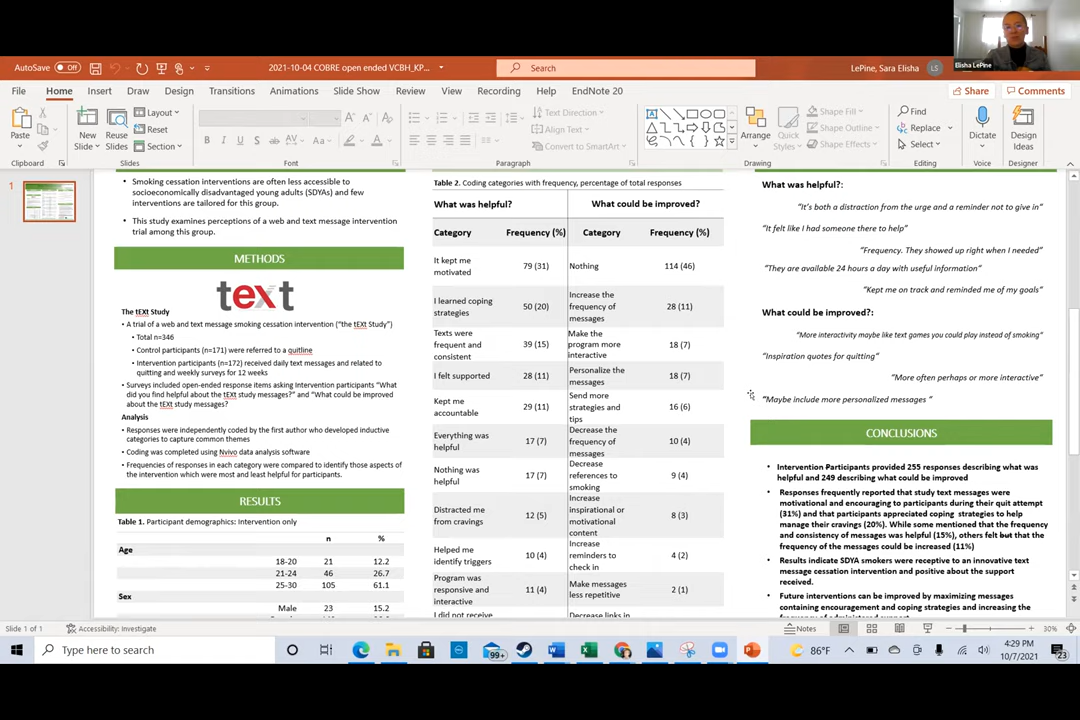 Elisha LePine
AutoSave Off
2021-10-04 COBRE open ended VCBH_KP...
Search
LePine, Sara Elisha
LS
File Home Insert Draw Design Transitions Animations Slide Show Review View Recording Help EndNote 20
Share
Comments
Paste
Clipboard
New
Slide
Reuse
Slides
Layout
Reset
Section
Slides
B I U S ab AV Aa A
Font
Text Direction
Align Text
Convert to SmartArt
Paragraph
Arrange
Quick
Styles
Shape Fill
Shape Outline
Shape Effects
Drawing
Find
Replace
Select
Editing
Dictate
Voice
Design
Ideas
Designer
1
• Smoking cessation interventions are often less accessible to
socioeconomically disadvantaged young adults (SDYAs) and few
interventions are tailored for this group.
• This study examines perceptions of a web and text message intervention
trial among this group.
METHODS
text
The tEXt Study
• A trial of a web and text message smoking cessation intervention ("the tEXt Study")
• Total n=346
• Control participants (n=171) were referred to a quitline
• Intervention participants (n=172) received daily text messages and related to
quitting and weekly surveys for 12 weeks
• Surveys included open-ended response items asking Intervention participants "What
did you find helpful about the tEXt study messages?" and "What could be improved
about the tEXt study messages?
Analysis
• Responses were independently coded by the first author who developed inductive
categories to capture common themes
• Coding was completed using Nvivo data analysis software
• Frequencies of responses in each category were compared to identify those aspects of
the intervention which were most and least helpful for participants.
RESULTS
Table 1. Participant demographics: Intervention only
n %
Age
18-20 21 12.2
21-24 46 26.7
25-30 105 61.1
Sex
Male 23 15.2
Table 2. Coding categories with frequency, percentage of total responses
What was helpful? What could be improved?
Category Frequency (%) Category Frequency (%)
It kept me
motivated 79 (31) Nothing 114 (46)
I learned coping
strategies 50 (20) Increase the
frequency of
messages 28 (11)
Texts were
frequent and
consistent 39 (15) Make the
program more
interactive 18 (7)
I felt supported 28 (11) Personalize the
messages 18 (7)
Kept me
accountable 29 (11) Send more
strategies and
tips 16 (6)
Everything was
helpful 17 (7) Decrease the
frequency of
messages 10 (4)
Nothing was
helpful 17 (7) Decrease
references to
smoking 9 (4)
Distracted me
from cravings 12 (5) Increase
inspirational or
motivational
content 8 (3)
Helped me
identify triggers 10 (4) Increase
reminders to
check in 4 (2)
Program was
responsive and
interactive 11 (4) Make messages
less repetitive 2 (1)
I did not receive Decrease links in
What was helpful?:
"It's both a distraction from the urge and a reminder not to give in"
"It felt like I had someone there to help"
"Frequency. They showed up right when I needed"
"They are available 24 hours a day with useful information"
"Kept me on track and reminded me of my goals"
What could be improved?:
"More interactivity maybe like text games you could play instead of smoking"
"Inspiration quotes for quitting"
"More often perhaps or more interactive"
"Maybe include more personalized messages "
CONCLUSIONS
• Intervention Participants provided 255 responses describing what was
helpful and 249 describing what could be improved
• Responses frequently reported that study text messages were
motivational and encouraging to participants during their quit attempt
(31%) and that participants appreciated coping strategies to help
manage their cravings (20%). While some mentioned that the frequency
and consistency of messages was helpful (15%), others felt but that the
frequency of the messages could be increased (11%)
• Results indicate SDYA smokers were receptive to an innovative text
message cessation intervention and positive about the support
received.
• Future interventions can be improved by maximizing messages
containing encouragement and coping strategies and increasing the
Slide 1 of 1
Accessibility: Investigate
Notes
30%
Type here to search
99+
86°F
4:29 PM
10/7/2021
23